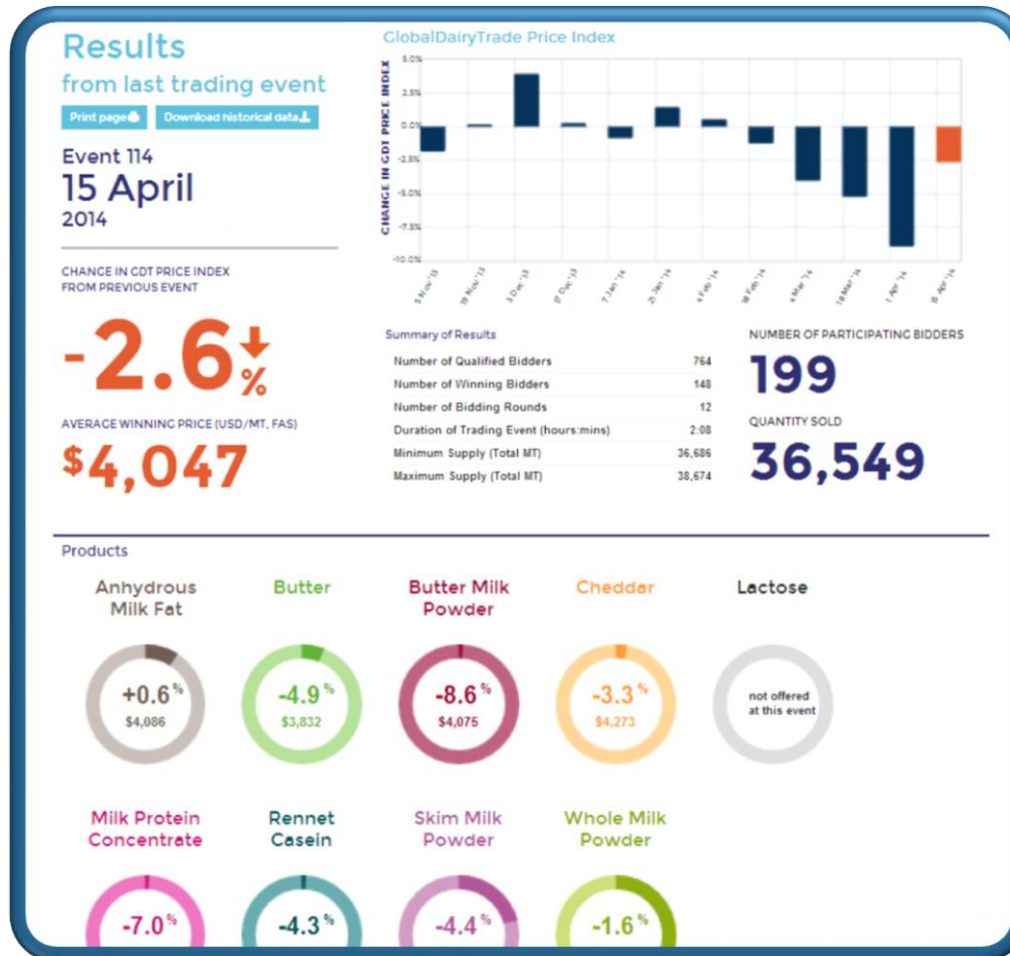 Results
from last trading event
Print page
Download historical data
Event 114
15 April
2014
CHANGE IN GDT PRICE INDEX
FROM PREVIOUS EVENT
-2.6%
AVERAGE WINNING PRICE (USD/MT, FAS)
$4,047
GlobalDairyTrade Price Index
CHANGE IN GDT PRICE INDEX
5.0%
2.5%
0.0%
-2.5%
-5.0%
-7.5%
-10.0%
5 Nov'13
19 Nov'13
3 Dec'13
17 Dec'13
7 Jan'14
21 Jan'14
4 Feb'14
18 Feb'14
4 Mar'14
18 Mar'14
1 Apr'14
15 Apr'14
Summary of Results
Number of Qualified Bidders 764
Number of Winning Bidders 148
Number of Bidding Rounds 12
Duration of Trading Event (hours:mins) 2:08
Minimum Supply (Total MT) 36,686
Maximum Supply (Total MT) 38,674
NUMBER OF PARTICIPATING BIDDERS
199
QUANTITY SOLD
36,549
Products
Anhydrous
Milk Fat
+0.6%
$4,086
Butter
-4.9%
$3,832
Butter Milk
Powder
-8.6%
$4,075
Cheddar
-3.3%
$4,273
Lactose
not offered
at this event
Milk Protein
Concentrate
-7.0%
Rennet
Casein
-4.3%
Skim Milk
Powder
-4.4%
Whole Milk
Powder
-1.6%